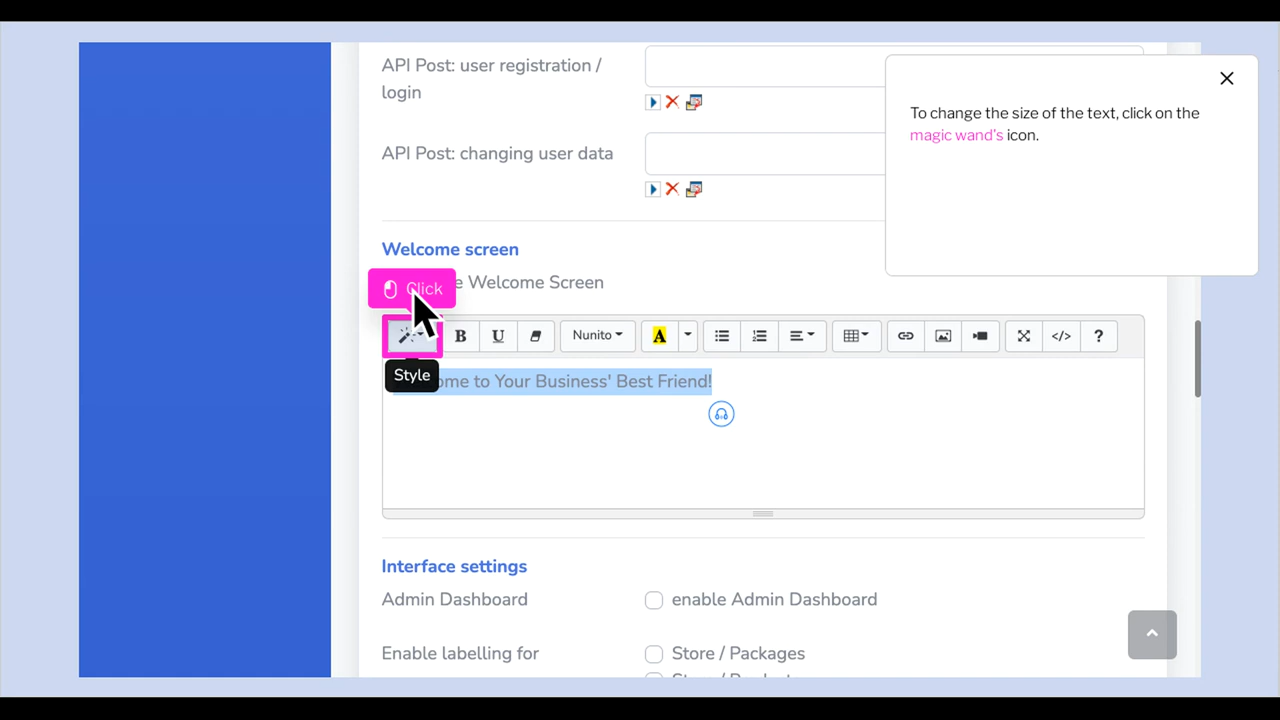 API Post: user registration /
login
To change the size of the text, click on the
magic wand's icon.
API Post: changing user data
Welcome screen
Click
Welcome Screen
B U Nunito A </> ?
Style
to Your Business' Best Friend!
Interface settings
Admin Dashboard
enable Admin Dashboard
Enable labelling for
Store / Packages